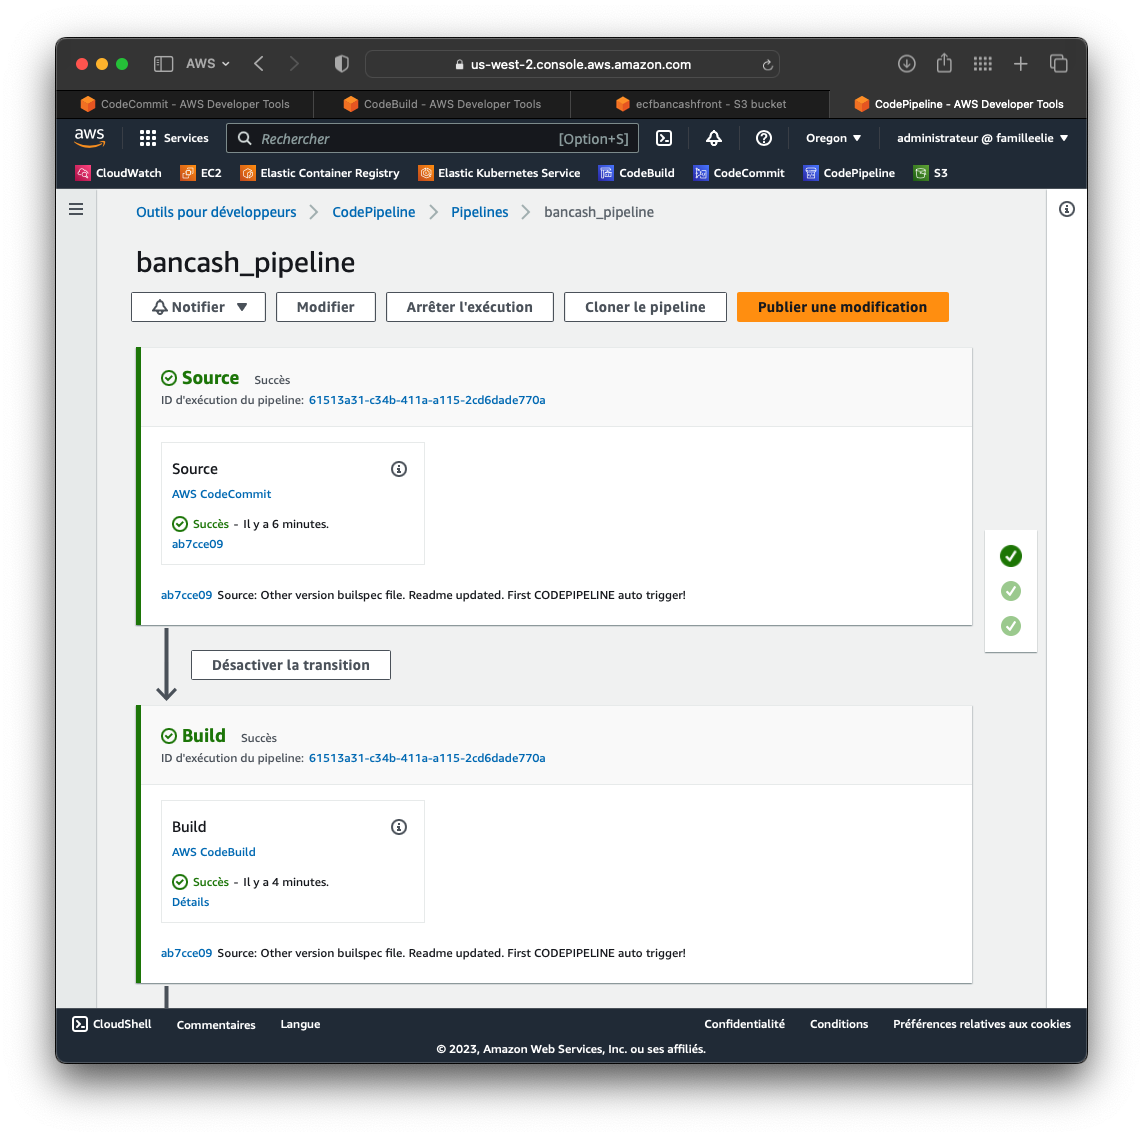 AWS
us-west-2.console.aws.amazon.com
CodeCommit - AWS Developer Tools
CodeBuild - AWS Developer Tools
ecfbancashfront - S3 bucket
CodePipeline - AWS Developer Tools
aws
Services
Rechercher
[Option+S]
Oregon
administrateur @ familleelie
CloudWatch
EC2
Elastic Container Registry
Elastic Kubernetes Service
CodeBuild
CodeCommit
CodePipeline
S3
Outils pour développeurs
CodePipeline
Pipelines
bancash_pipeline
bancash_pipeline
Notifier
Modifier
Arrêter l'exécution
Cloner le pipeline
Publier une modification
Source Succès
ID d'exécution du pipeline: 61513a31-c34b-411a-a115-2cd6dade770a
Source
AWS CodeCommit
Succès - Il y a 6 minutes.
ab7cce09
ab7cce09 Source: Other version builspec file. Readme updated. First CODEPIPELINE auto trigger!
Désactiver la transition
Build Succès
ID d'exécution du pipeline: 61513a31-c34b-411a-a115-2cd6dade770a
Build
AWS CodeBuild
Succès - Il y a 4 minutes.
Détails
ab7cce09 Source: Other version builspec file. Readme updated. First CODEPIPELINE auto trigger!
CloudShell
Commentaires
Langue
Confidentialité
Conditions
Préférences relatives aux cookies
© 2023, Amazon Web Services, Inc. ou ses affiliés.